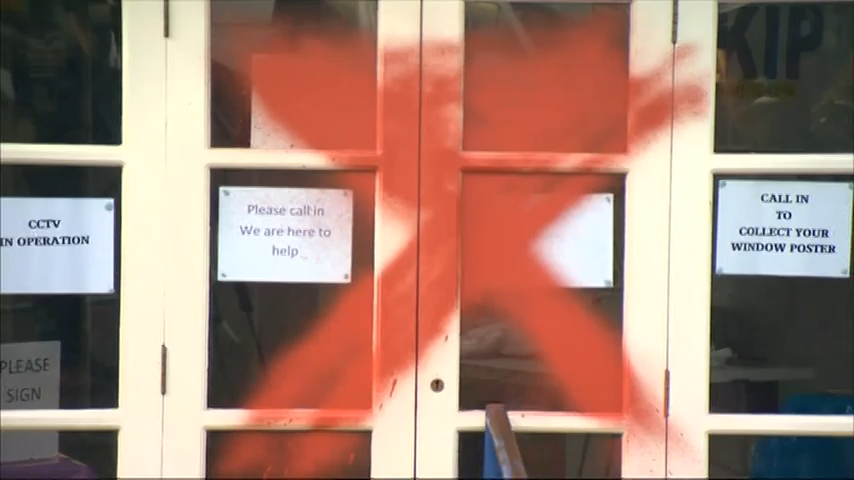 KIP
CCTV
IN OPERATION
Please call in
We are here to
help
CALL IN
TO
COLLECT YOUR
WINDOW POSTER
PLEASE
SIGN